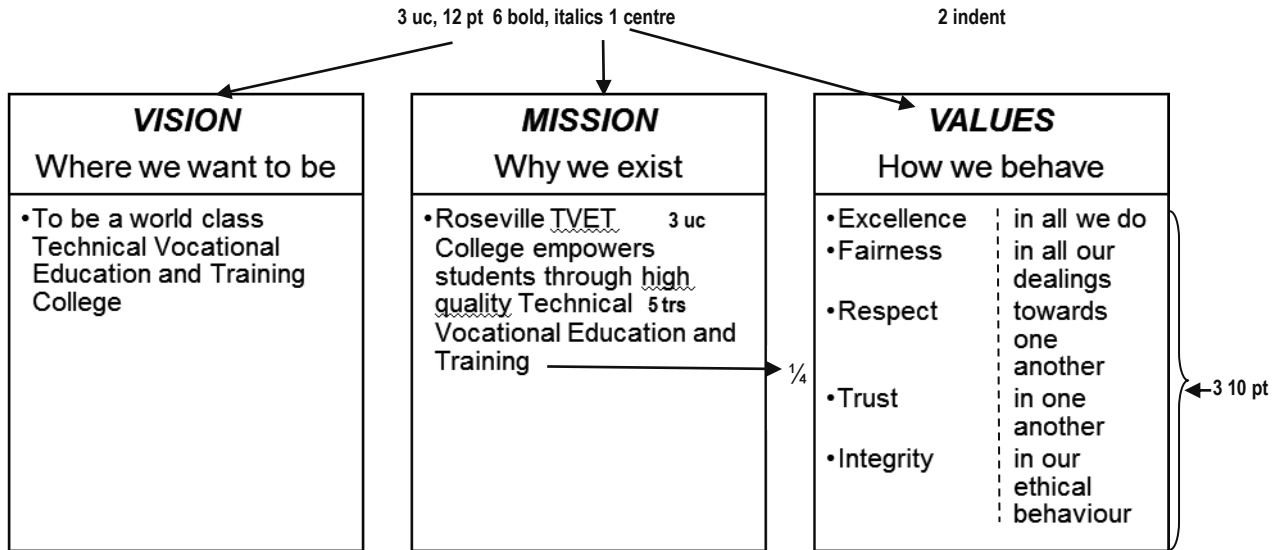 3 uc, 12 pt 6 bold, italics 1 centre
2 indent
VISION
Where we want to be
•To be a world class
Technical Vocational
Education and Training
College
MISSION
Why we exist
•Roseville TVET 3 uc
College empowers
students through high
quality Technical 5 trs
Vocational Education and
Training
¼
VALUES
How we behave
•Excellence in all we do
•Fairness in all our
dealings
•Respect towards
one
another
•Trust in one
another
•Integrity in our
ethical
behaviour
3 10 pt